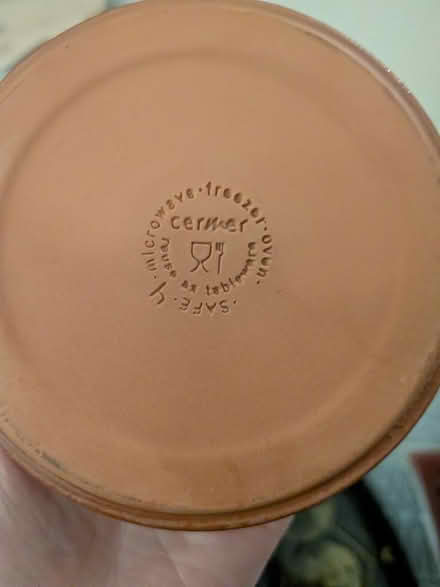 ·microwave·freezer·oven·
SAFE
cermer
reuse as tableware